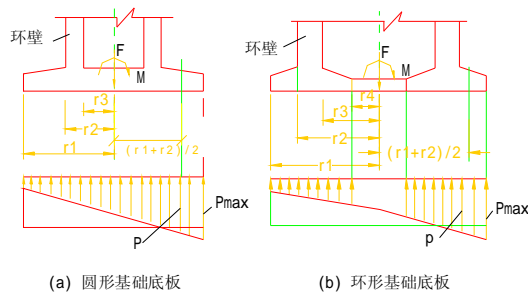 环壁
F
M
r3
r2
r1
(r1+r2)/2
Pmax
P
(a) 圆形基础底板
环壁
F
M
r4
r3
r2
r1
(r1+r2)/2
Pmax
p
(b) 环形基础底板